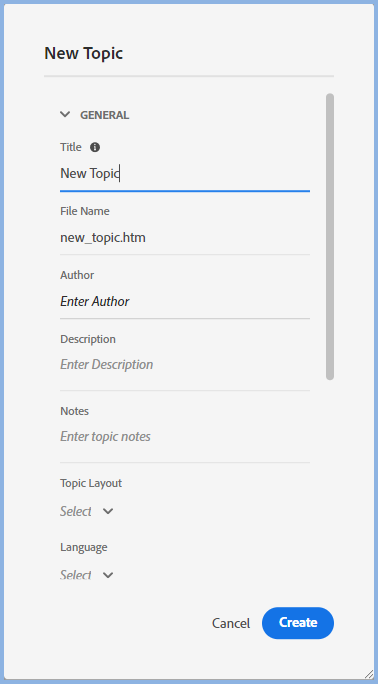 New Topic
GENERAL
Title
New Topic
File Name
new_topic.htm
Author
Enter Author
Description
Enter Description
Notes
Enter topic notes
Topic Layout
Select
Language
Select
Cancel Create